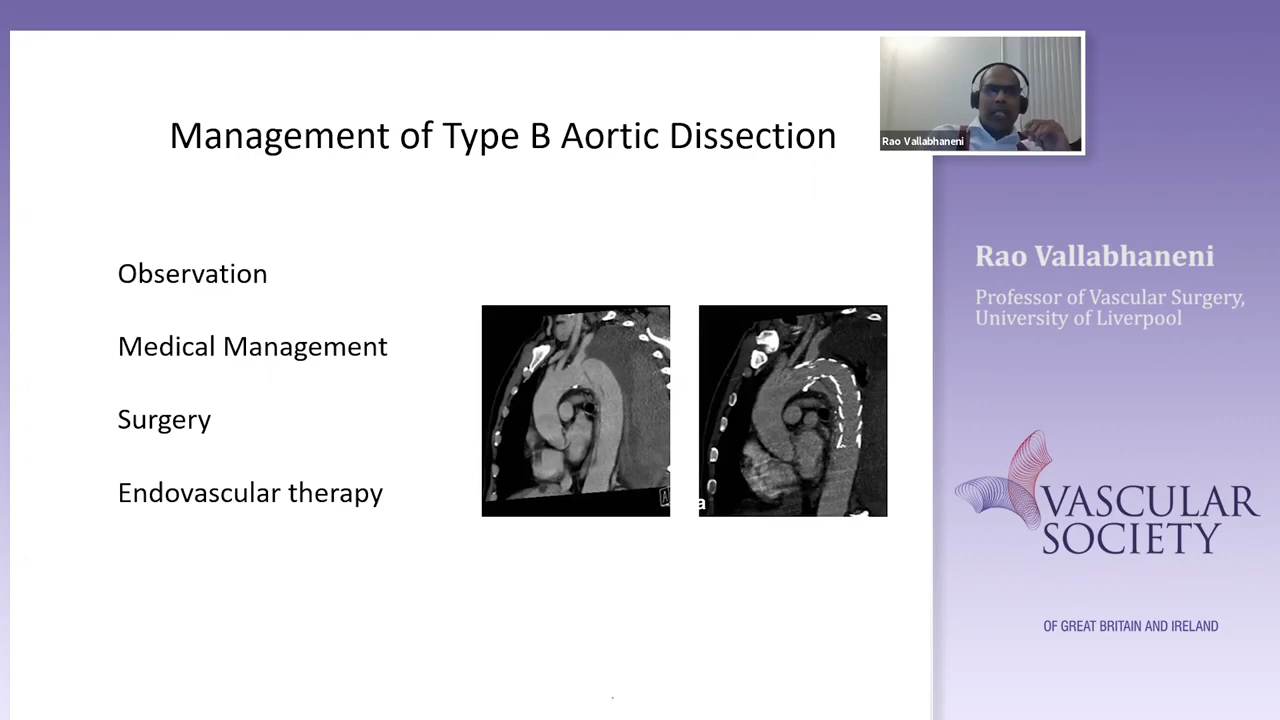 Management of Type B Aortic Dissection
Rao Vallabhaneni
Observation
Medical Management
Surgery
Endovascular therapy
A
a
Rao Vallabhaneni
Professor of Vascular Surgery,
University of Liverpool
VASCULAR
SOCIETY
OF GREAT BRITAIN AND IRELAND